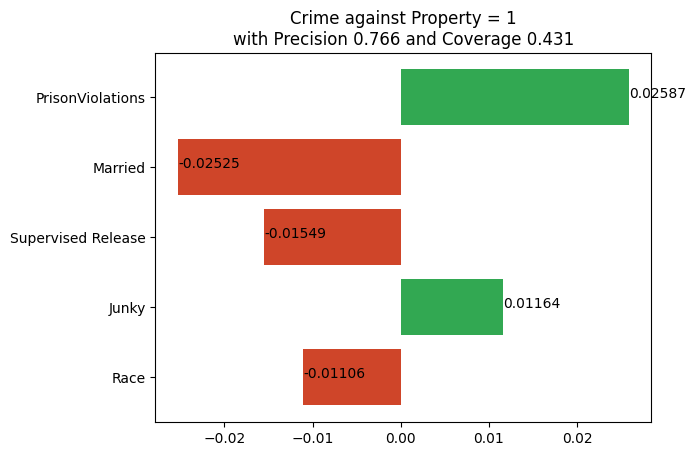 Crime against Property = 1
with Precision 0.766 and Coverage 0.431
PrisonViolations
0.02587
Married
-0.02525
Supervised Release
-0.01549
Junky
0.01164
Race
-0.01106
−0.02 −0.01 0.00 0.01 0.02